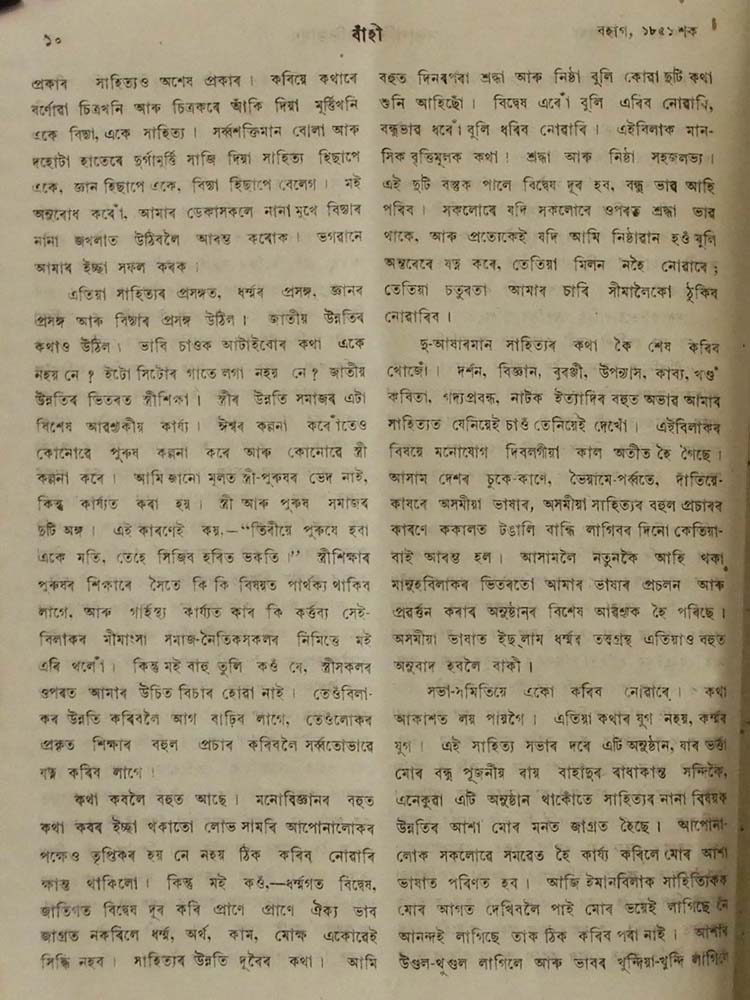 ১০
বাঁহী
বহাগ, ১৮৫১ শক
প্ৰকাৰ সাহিত্যও অশেষ প্ৰকাৰ। কবিয়ে কথাৰে
বৰ্ণোৱা চিত্ৰখনি আৰু চিত্ৰকৰে আঁকি দিয়া মূৰ্ত্তিখনি
একে বিদ্যা, একে সাহিত্য। সৰ্ব্বশক্তিমান বোলা আৰু
দহোটা হাতেৰে দুৰ্গামূৰ্ত্তি সাজি দিয়া সাহিত্য হিছাপে
একে, জ্ঞান হিছাপে একে, বিদ্যা হিছাপে বেলেগ। মই
অনুৰোধ কৰোঁ, আমাৰ ডেকাসকলে নানা মুখে বিদ্যাৰ
নানা জখলাত উঠিবলৈ আৰম্ভ কৰোক। ভগৱানে
আমাৰ ইচ্ছা সফল কৰক।
এতিয়া সাহিত্যৰ প্ৰসঙ্গত, ধৰ্ম্মৰ প্ৰসঙ্গ, জ্ঞানৰ
প্ৰসঙ্গ আৰু বিদ্যাৰ প্ৰসঙ্গ উঠিল। জাতীয় উন্নতিৰ
কথাও উঠিল। ভাবি চাওক আটাইবোৰ কথা একে
নহয় নে? ইটো সিটোৰ গাতে লগা নহয় নে? জাতীয়
উন্নতিৰ ভিতৰত স্ত্ৰীশিক্ষা। স্ত্ৰীৰ উন্নতি সমাজৰ এটা
বিশেষ আৱশ্যকীয় কাৰ্য্য। ঈশ্বৰ কল্পনা কৰোঁতেও
কোনোৱে পুৰুষ কল্পনা কৰে আৰু কোনোৱে স্ত্ৰী
কল্পনা কৰে। আমি জানো মূলত স্ত্ৰী-পুৰুষৰ ভেদ নাই,
কিন্তু কাৰ্য্যত কৰা হয়। স্ত্ৰী আৰু পুৰুষ সমাজৰ
দুটি অঙ্গ। এই কাৰণেই কয়,—“তিৰীয়ে পুৰুষে হবা
একে মতি, তেহে সিজিব হৰিত ভকতি।” স্ত্ৰীশিক্ষাৰ
পুৰুষৰ শিক্ষাৰে সৈতে কি কি বিষয়ত পাৰ্থক্য থাকিব
লাগে, আৰু গাৰ্হস্থ্য কাৰ্য্যত কাৰ কি কৰ্ত্তব্য সেই-
বিলাকৰ মীমাংসা সমাজ-নৈতিকসকলৰ নিমিত্তে মই
এৰি থলোঁ। কিন্তু মই বাহু তুলি কওঁ যে, স্ত্ৰীসকলৰ
ওপৰত আমাৰ উচিত বিচাৰ হোৱা নাই। তেওঁবিলা-
কৰ উন্নতি কৰিবলৈ আগ বাঢ়িব লাগে, তেওঁলোকৰ
প্ৰকৃত শিক্ষাৰ বহুল প্ৰচাৰ কৰিবলৈ সৰ্ব্বতোভাৱে
যত্ন কৰিব লাগে।
কথা কবলৈ বহুত আছে। মনোবিজ্ঞানৰ বহুত
কথা কবৰ ইচ্ছা থকাতো লোভ সামৰি আপোনালোকৰ
পক্ষেও তৃপ্তিকৰ হয় নে নহয় ঠিক কৰিব নোৱাৰি
ক্ষান্ত থাকিলো। কিন্তু মই কওঁ,—ধৰ্ম্মগত বিদ্বেষ,
জাতিগত বিদ্বেষ দূৰ কৰি প্ৰাণে প্ৰাণে ঐক্য ভাব
জাগ্ৰত নকৰিলে ধৰ্ম্ম, অৰ্থ, কাম, মোক্ষ একোৱেই
সিদ্ধি নহব। সাহিত্যৰ উন্নতি দূৰৈৰ কথা। আমি
বহুত দিনৰপৰা শ্ৰদ্ধা আৰু নিষ্ঠা বুলি কোৱা দুটি কথা
শুনি আহিছোঁ। বিদ্বেষ এৰোঁ বুলি এৰিব নোৱাৰি,
বন্ধুভাৱ ধৰোঁ বুলি ধৰিব নোৱাৰি। এইবিলাক মান-
সিক বৃত্তিমূলক কথা! শ্ৰদ্ধা আৰু নিষ্ঠা সহজলভ্য।
এই দুটি বস্তুক পালে বিদ্বেষ দূৰ হব, বন্ধু ভাৱ আহি
পৰিব। সকলোৰে যদি সকলোৰে ওপৰত শ্ৰদ্ধা ভাৱ
থাকে, আৰু প্ৰত্যেকেই যদি আমি নিষ্ঠাৱান হওঁ বুলি
অন্তৰেৰে যত্ন কৰে, তেতিয়া মিলন নহৈ নোৱাৰে;
তেতিয়া চতুৰতা আমাৰ চাৰি সীমালৈকো ঠুকিব
নোৱাৰিব।
দু-আষাৰমান সাহিত্যৰ কথা কৈ শেষ কৰিব
খোজোঁ। দৰ্শন, বিজ্ঞান, বুৰঞ্জী, উপন্যাস, কাব্য, খণ্ড
কবিতা, গদ্যপ্ৰবন্ধ, নাটক ইত্যাদিৰ বহুত অভাৱ আমাৰ
সাহিত্যত যেনিয়েই চাওঁ তেনিয়েই দেখোঁ। এইবিলাকৰ
বিষয়ে মনোযোগ দিবলগীয়া কাল অতীত হৈ গৈছে।
আসাম দেশৰ চুকে-কাণে, ভৈয়ামে-পৰ্ব্বতে, দাঁতিয়ে-
কাষৰে অসমীয়া ভাষাৰ, অসমীয়া সাহিত্যৰ বহুল প্ৰচাৰৰ
কাৰণে ককালত টঙালি বান্ধি লাগিবৰ দিনো কেতিয়া-
বাই আৰম্ভ হল। আসামলৈ নতুনকৈ আহি থকা
মানুহবিলাকৰ ভিতৰতো আমাৰ ভাষাৰ প্ৰচলন আৰু
প্ৰৱৰ্ত্তন কৰাৰ অনুষ্ঠানৰ বিশেষ আৱশ্যক হৈ পৰিছে।
অসমীয়া ভাষাত ইছলাম ধৰ্ম্মৰ তত্বগ্ৰন্থ এতিয়াও বহুত
অনুবাদ হবলৈ বাকী।
সভা-সমিতিয়ে একো কৰিব নোৱাৰে। কথা
আকাশত লয় পায়গৈ। এতিয়া কথাৰ যুগ নহয়, কৰ্ম্মৰ
যুগ। এই সাহিত্য সভাৰ দৰে এটি অনুষ্ঠান, যাৰ ভৰ্ত্তা
মোৰ বন্ধু পূজনীয় ৰায় বাহাদুৰ ৰাধাকান্ত সন্দিকৈ,
এনেকুৱা এটি অনুষ্ঠান থাকোঁতে সাহিত্যৰ নানা বিষয়ক
উন্নতিৰ আশা মোৰ মনত জাগ্ৰত হৈছে। আপোনা-
লোক সকলোৱে সমৱেত হৈ কাৰ্য্য কৰিলে মোৰ আশা
ভাষাত পৰিণত হব। আজি ইমানবিলাক সাহিত্যিকক
মোৰ আগত দেখিবলৈ পাই মোৰ ভয়েই লাগিছে নৈ
আনন্দই লাগিছে তাক ঠিক কৰিব পৰা নাই। আশাৰ
উগুল-থুগুল লাগিলে আৰু ভাবৰ খুন্দিয়া-খুন্দি লাগিলে